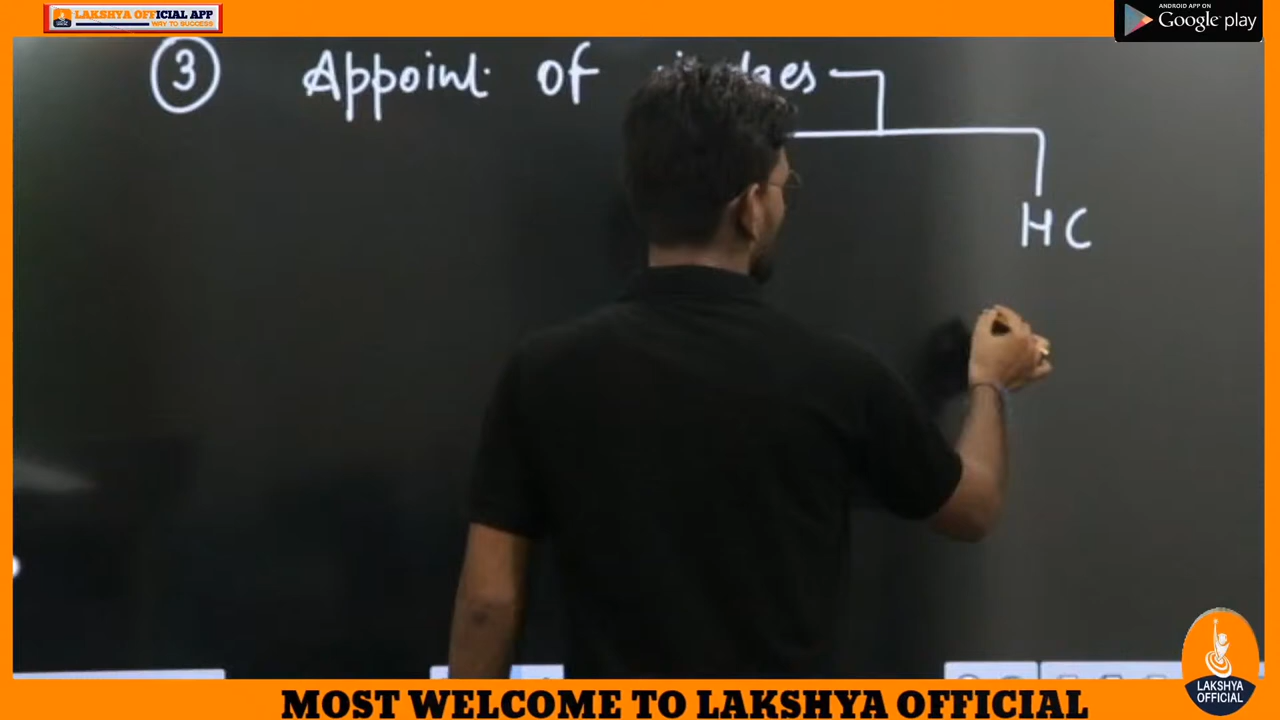 LAKSHYA OFFICIAL APP
WAY TO SUCCESS
ANDROID APP ON
Google play
3 Appoint. of
HC
LAKSHYA
OFFICIAL
MOST WELCOME TO LAKSHYA OFFICIAL